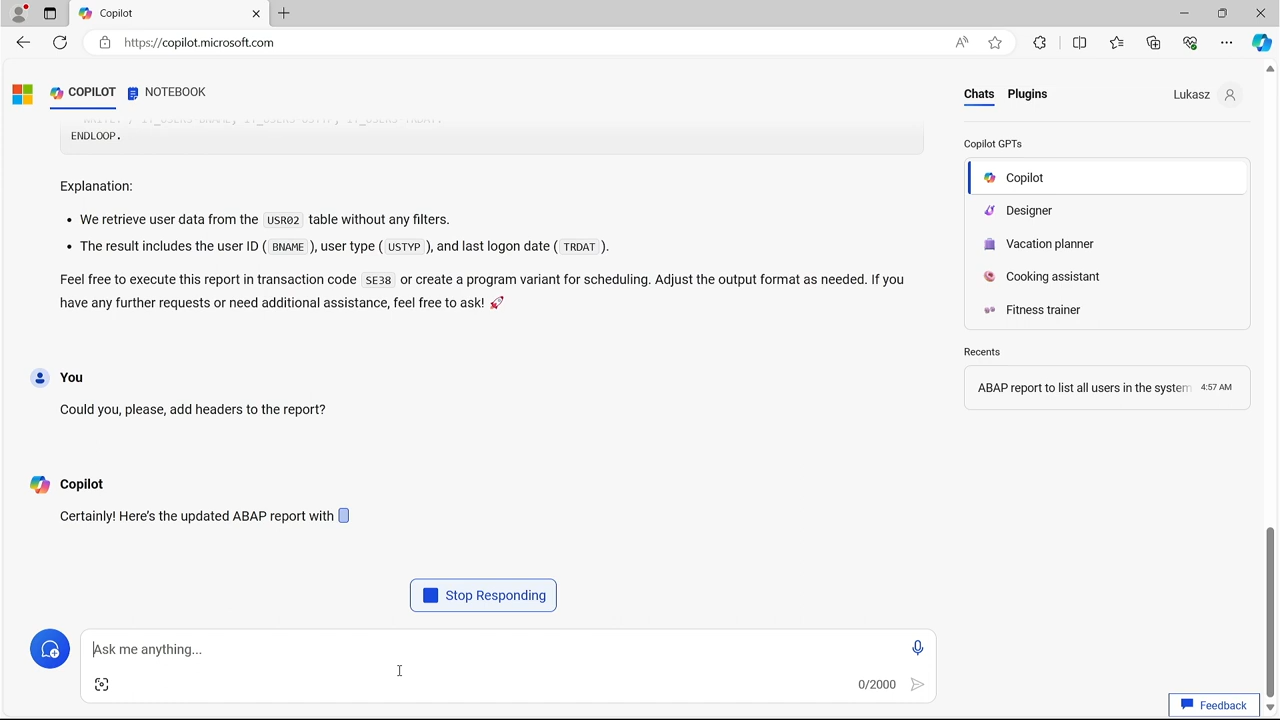 Copilot
https://copilot.microsoft.com
COPILOT
NOTEBOOK
Chats
Plugins
Lukasz
ENDLOOP.
Explanation:
• We retrieve user data from the USR02 table without any filters.
• The result includes the user ID ( BNAME ), user type ( USTYP ), and last logon date ( TRDAT ).
Feel free to execute this report in transaction code SE38 or create a program variant for scheduling. Adjust the output format as needed. If you
have any further requests or need additional assistance, feel free to ask! 🚀
You
Could you, please, add headers to the report?
Copilot
Certainly! Here's the updated ABAP report with
Stop Responding
Ask me anything...
0/2000
Copilot GPTs
Copilot
Designer
Vacation planner
Cooking assistant
Fitness trainer
Recents
ABAP report to list all users in the system
4:57 AM
Feedback